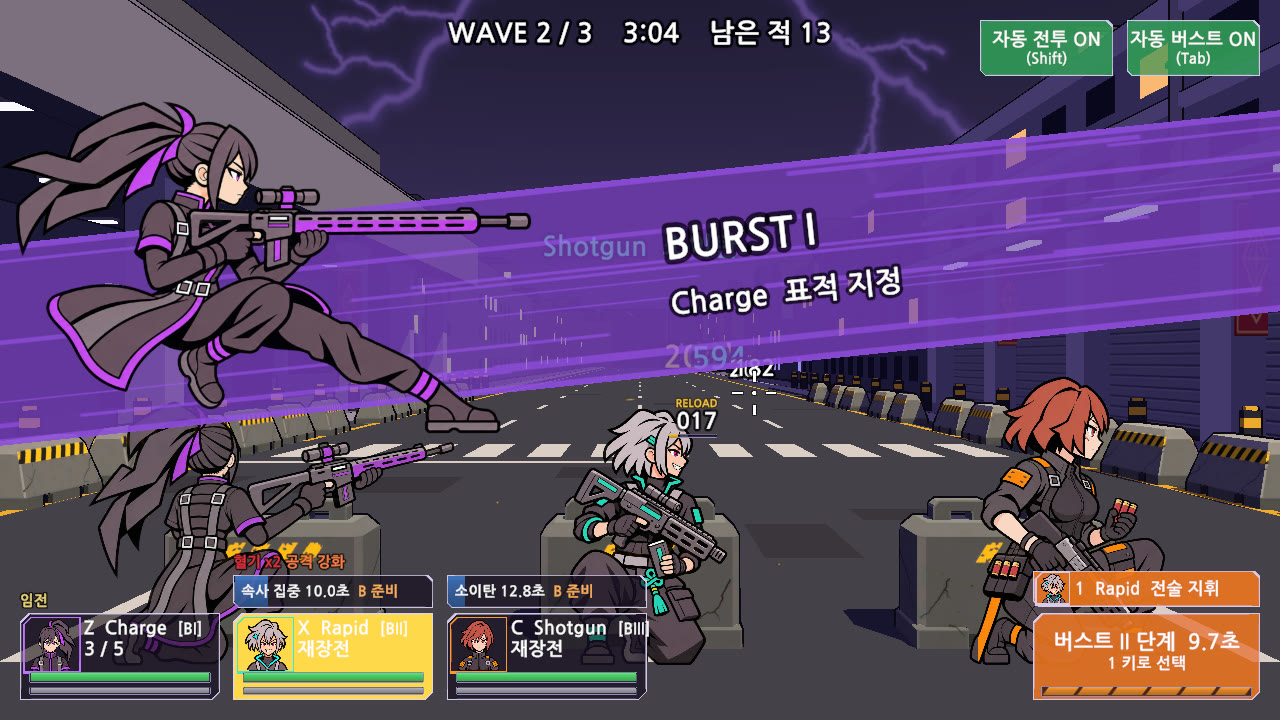 WAVE 2 / 3 3:04 남은 적 13
자동 전투 ON
(Shift)
자동 버스트 ON
(Tab)
Shotgun
BURST I
Charge 표적 지정
RELOAD
017
혈기 x2 공격 강화
속사 집중 10.0초 B 준비
소이탄 12.8초 B 준비
임전
Z Charge [BI]
3 / 5
X Rapid [BII]
재장전
C Shotgun [BIII]
재장전
1 Rapid 전술 지휘
버스트 II 단계 9.7초
1 키로 선택